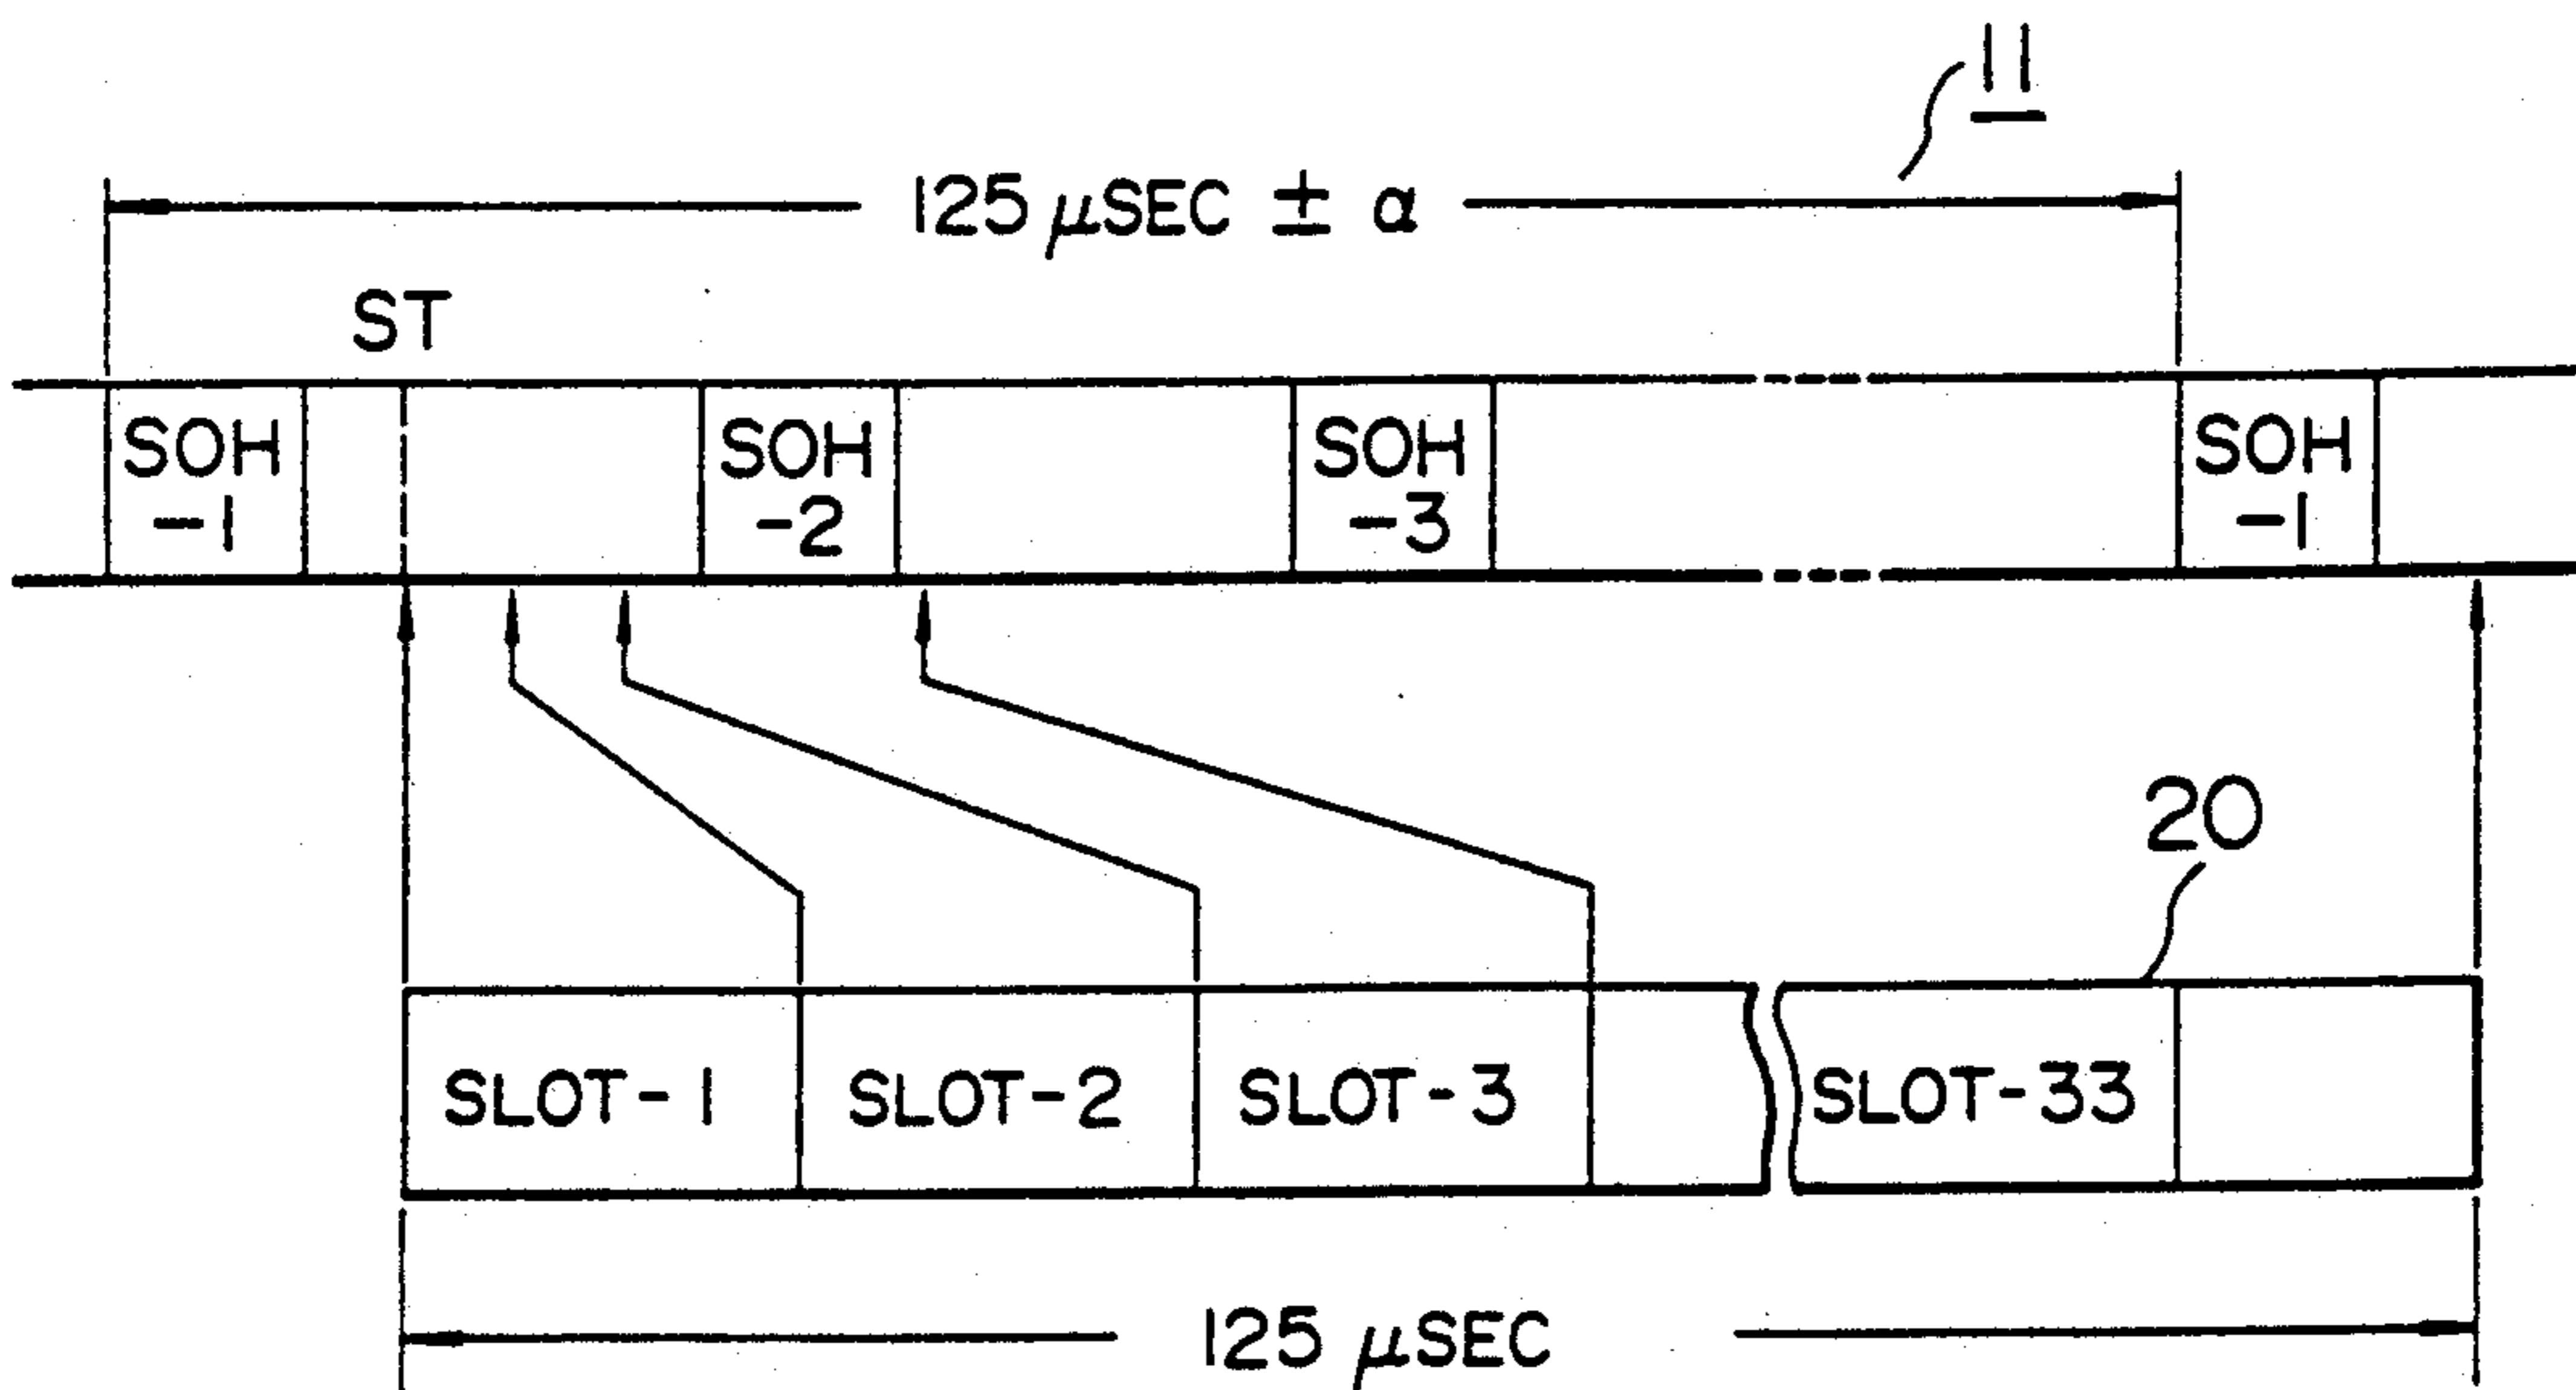 11
125 μSEC ± α
ST
SOH
-1
SOH
-2
SOH
-3
SOH
-1
20
SLOT-1
SLOT-2
SLOT-3
SLOT-33
125 μSEC